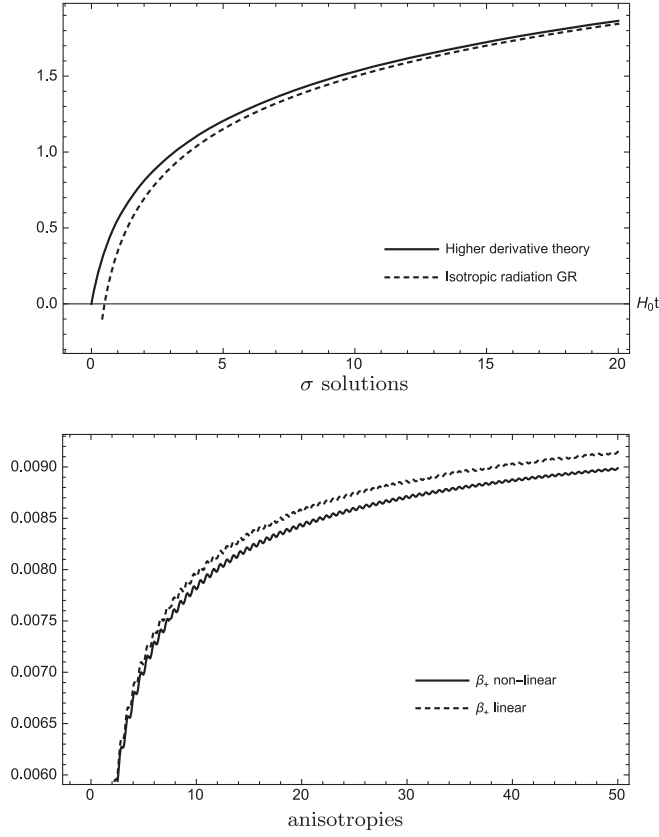 1.5
1.0
Higher derivative theory
0.5
Isotropic radiation GR
0.0
H₀t
0 5 10 15 20
σ solutions
0.0090
0.0085
0.0080
0.0075
0.0070
β₊ non–linear
0.0065
β₊ linear
0.0060
0 10 20 30 40 50
anisotropies